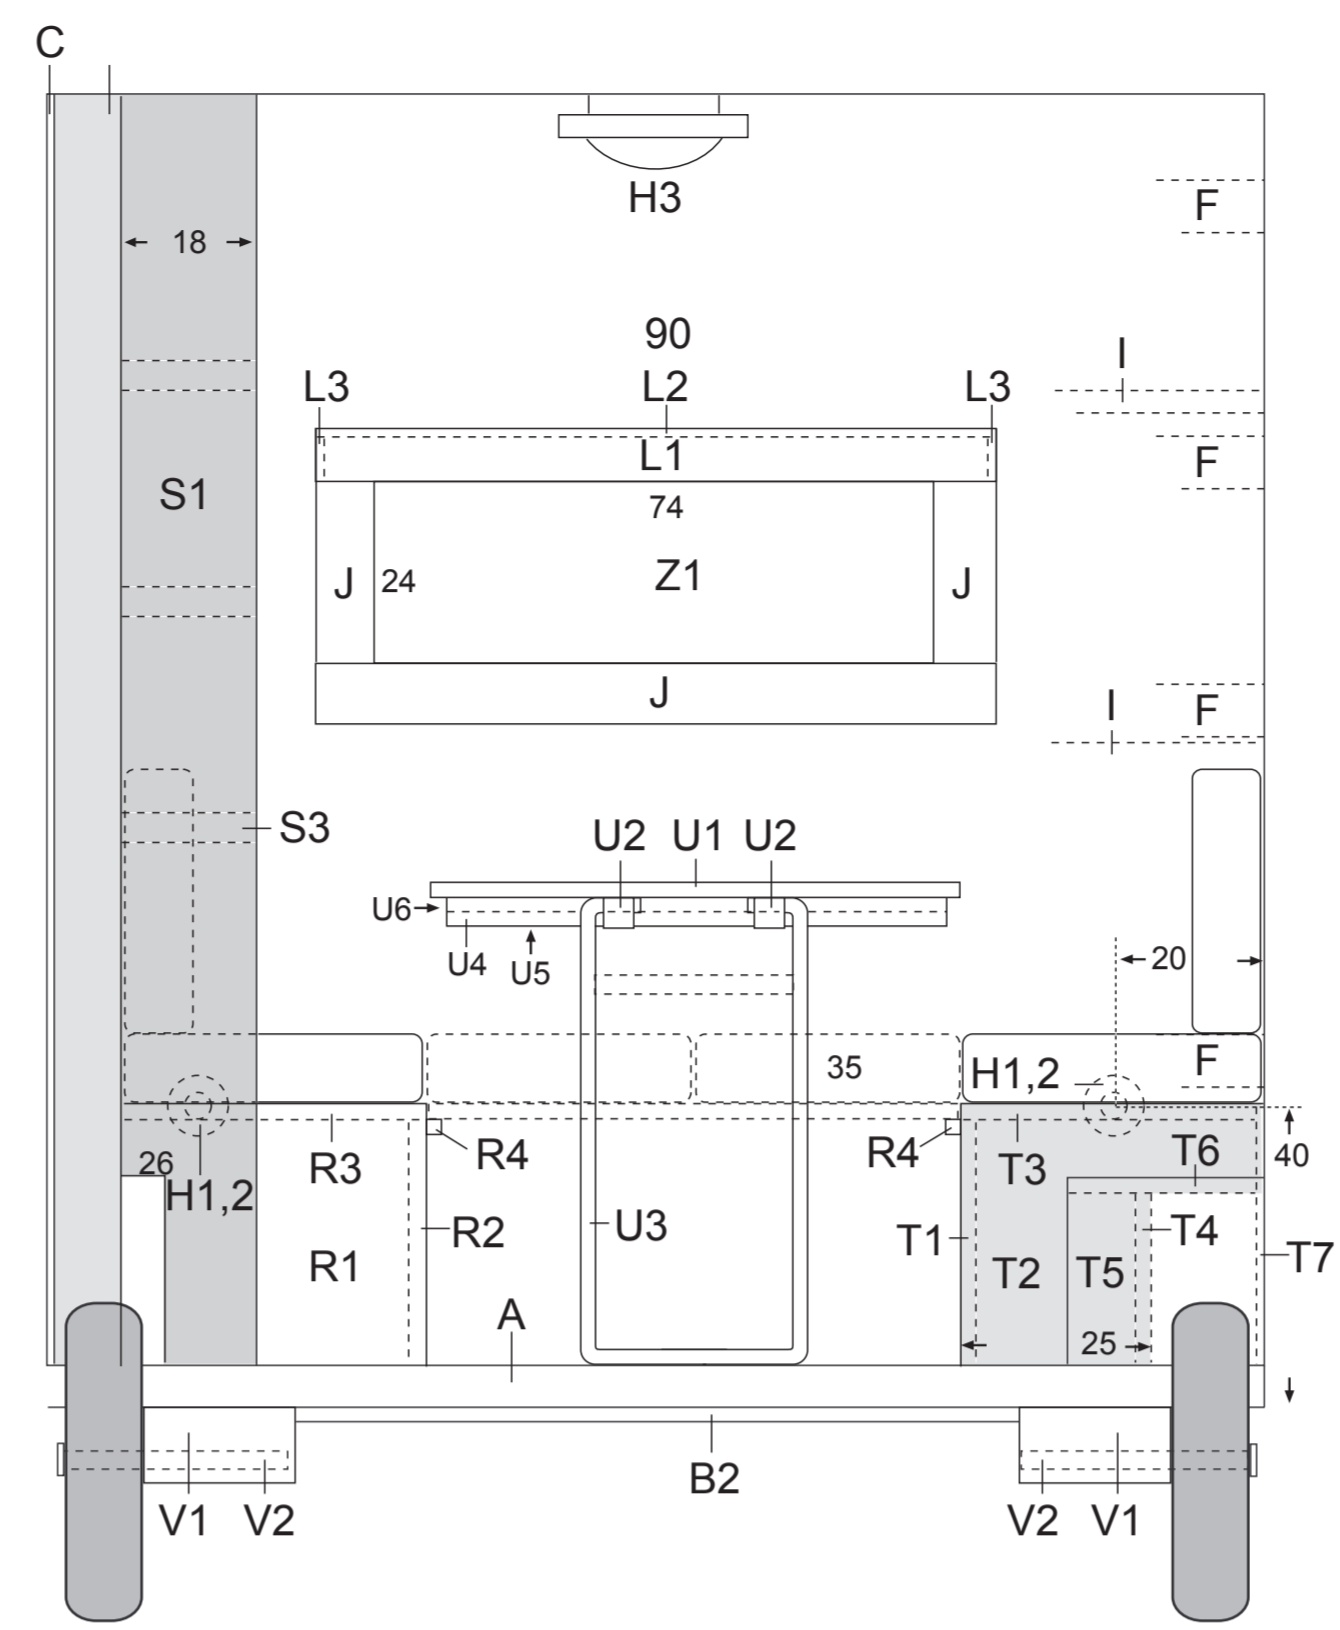 C
H3
F
18
90
I
L3 L2 L3
L1
F
S1
74
Z1
J 24 J
J
I F
S3
U2 U1 U2
U6
U4 U5
20
35
H1,2 F
R4 R4
26 R3 T3 T6 40
H1,2
U3 R2 T1 T4
R1 T2 T5 T7
A
25
B2
V1 V2 V2 V1